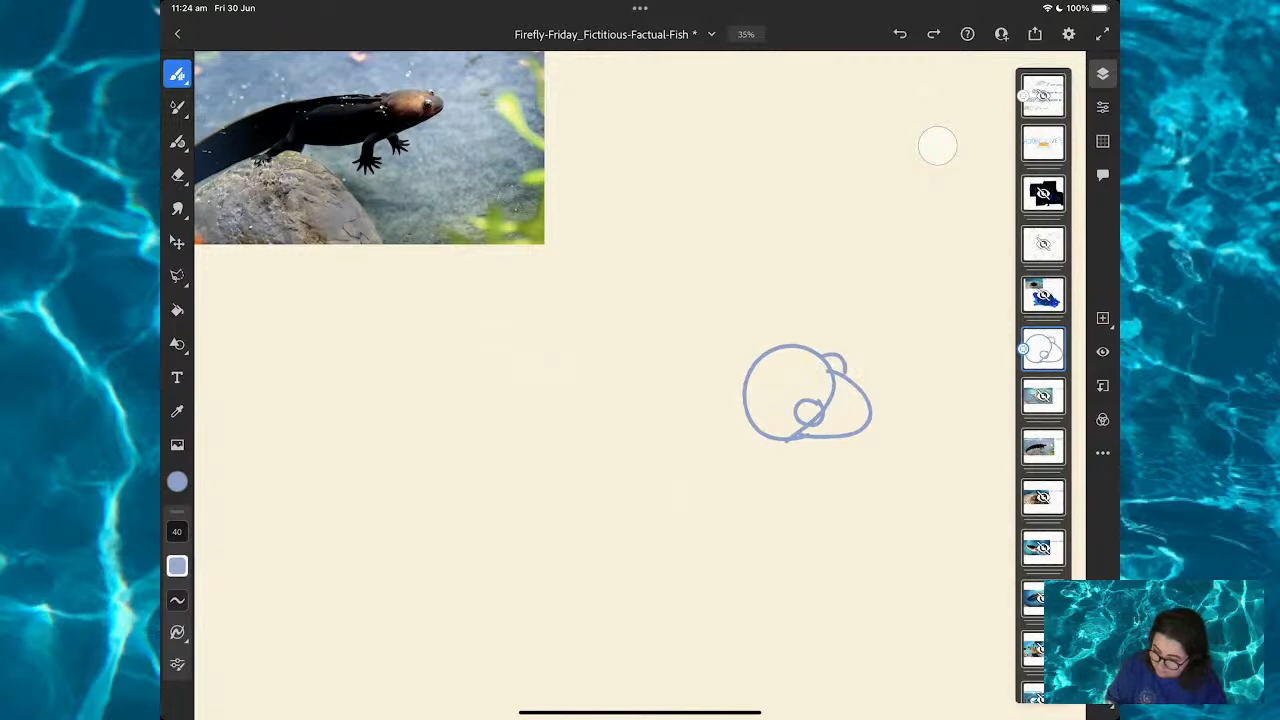 11:24 am Fri 30 Jun
100%
Firefly-Friday_Fictitious-Factual-Fish *
35%
T
40